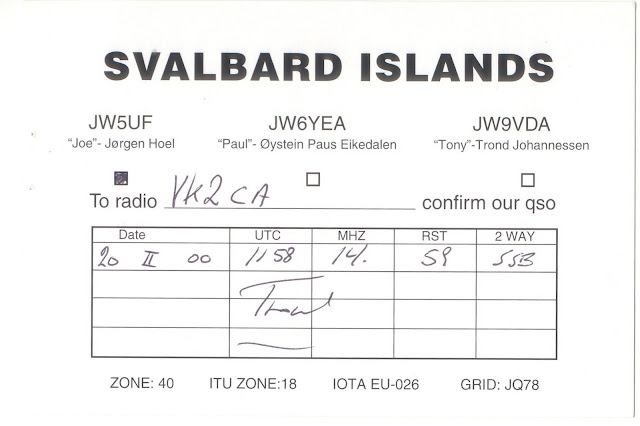 SVALBARD ISLANDS
JW5UF JW6YEA JW9VDA
"Joe"- Jørgen Hoel "Paul"- Øystein Paus Eikedalen "Tony"-Trond Johannessen
To radio VK2CA confirm our qso
Date UTC MHZ RST 2 WAY
20 II 00 1158 14. 59 SSB
Trond
ZONE: 40 ITU ZONE:18 IOTA EU-026 GRID: JQ78